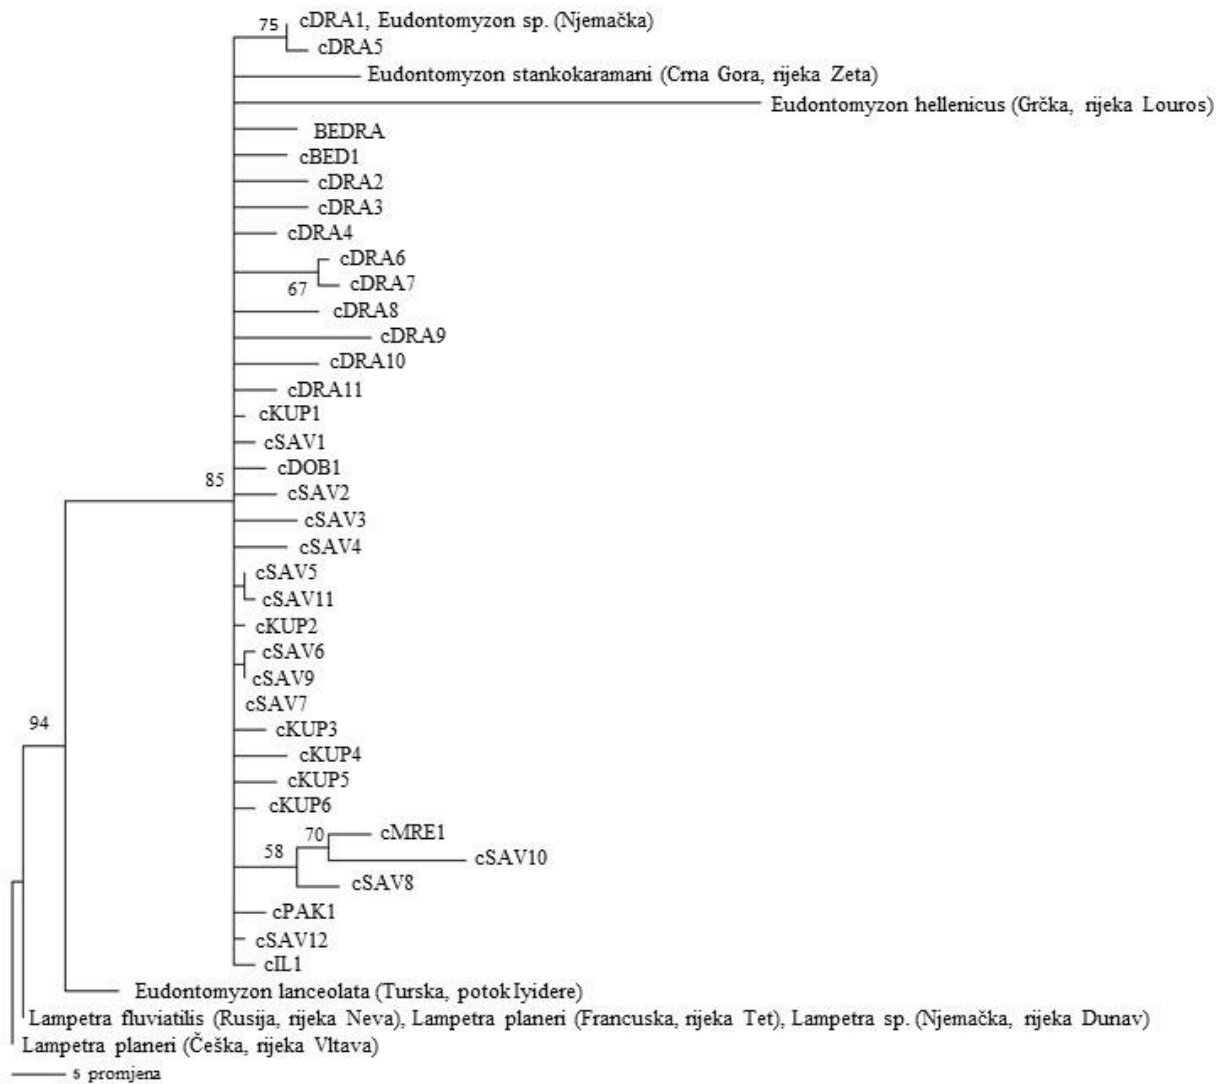 75
cDRA1, Eudontomyzon sp. (Njemačka)
cDRA5
Eudontomyzon stankokaramani (Crna Gora, rijeka Zeta)
Eudontomyzon hellenicus (Grčka, rijeka Louros)
BEDRA
cBED1
cDRA2
cDRA3
cDRA4
cDRA6
67
cDRA7
cDRA8
cDRA9
cDRA10
cDRA11
cKUP1
cSAV1
cDOB1
85
cSAV2
cSAV3
cSAV4
cSAV5
cSAV11
cKUP2
cSAV6
cSAV9
cSAV7
94
cKUP3
cKUP4
cKUP5
cKUP6
70
cMRE1
58
cSAV10
cSAV8
cPAK1
cSAV12
cIL1
Eudontomyzon lanceolata (Turska, potok Iyidere)
Lampetra fluviatilis (Rusija, rijeka Neva), Lampetra planeri (Francuska, rijeka Tet), Lampetra sp. (Njemačka, rijeka Dunav)
Lampetra planeri (Češka, rijeka Vltava)
5 promjena